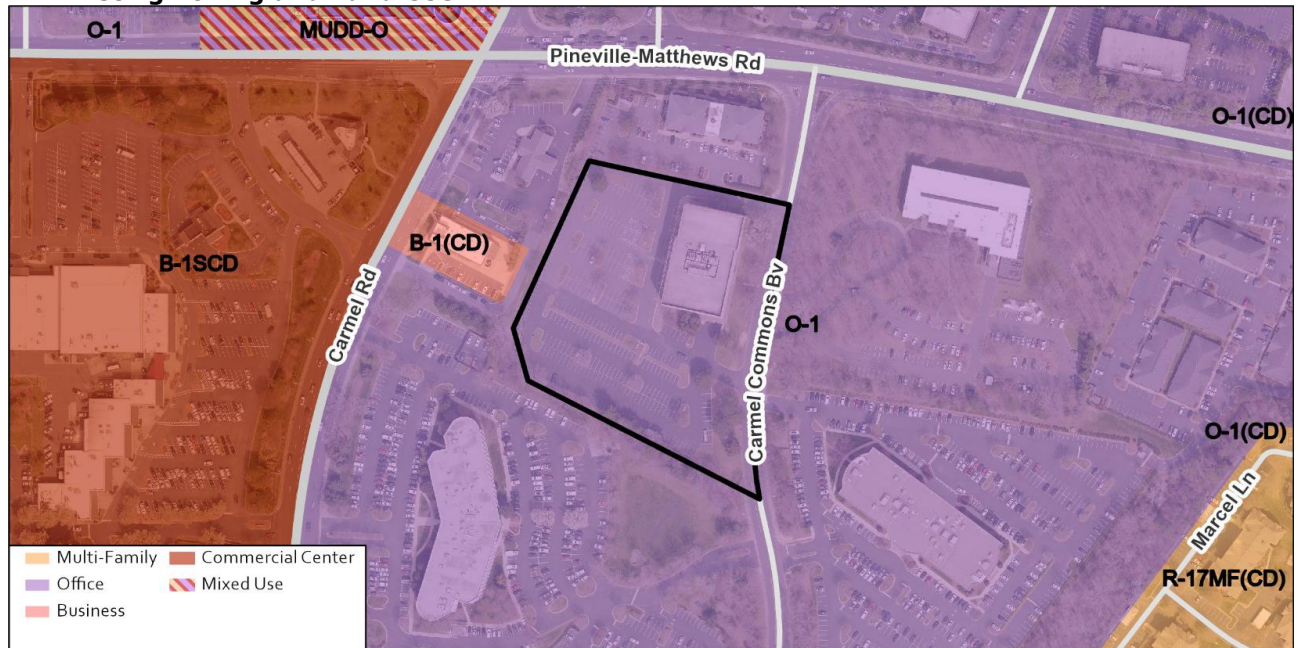 O-1
MUDD-O
Pineville-Matthews Rd
O-1(CD)
B-1(CD)
B-1SCD
Carmel Rd
Carmel Commons Bv
O-1
O-1(CD)
Marcel Ln
R-17MF(CD)
Multi-Family
Commercial Center
Office
Mixed Use
Business